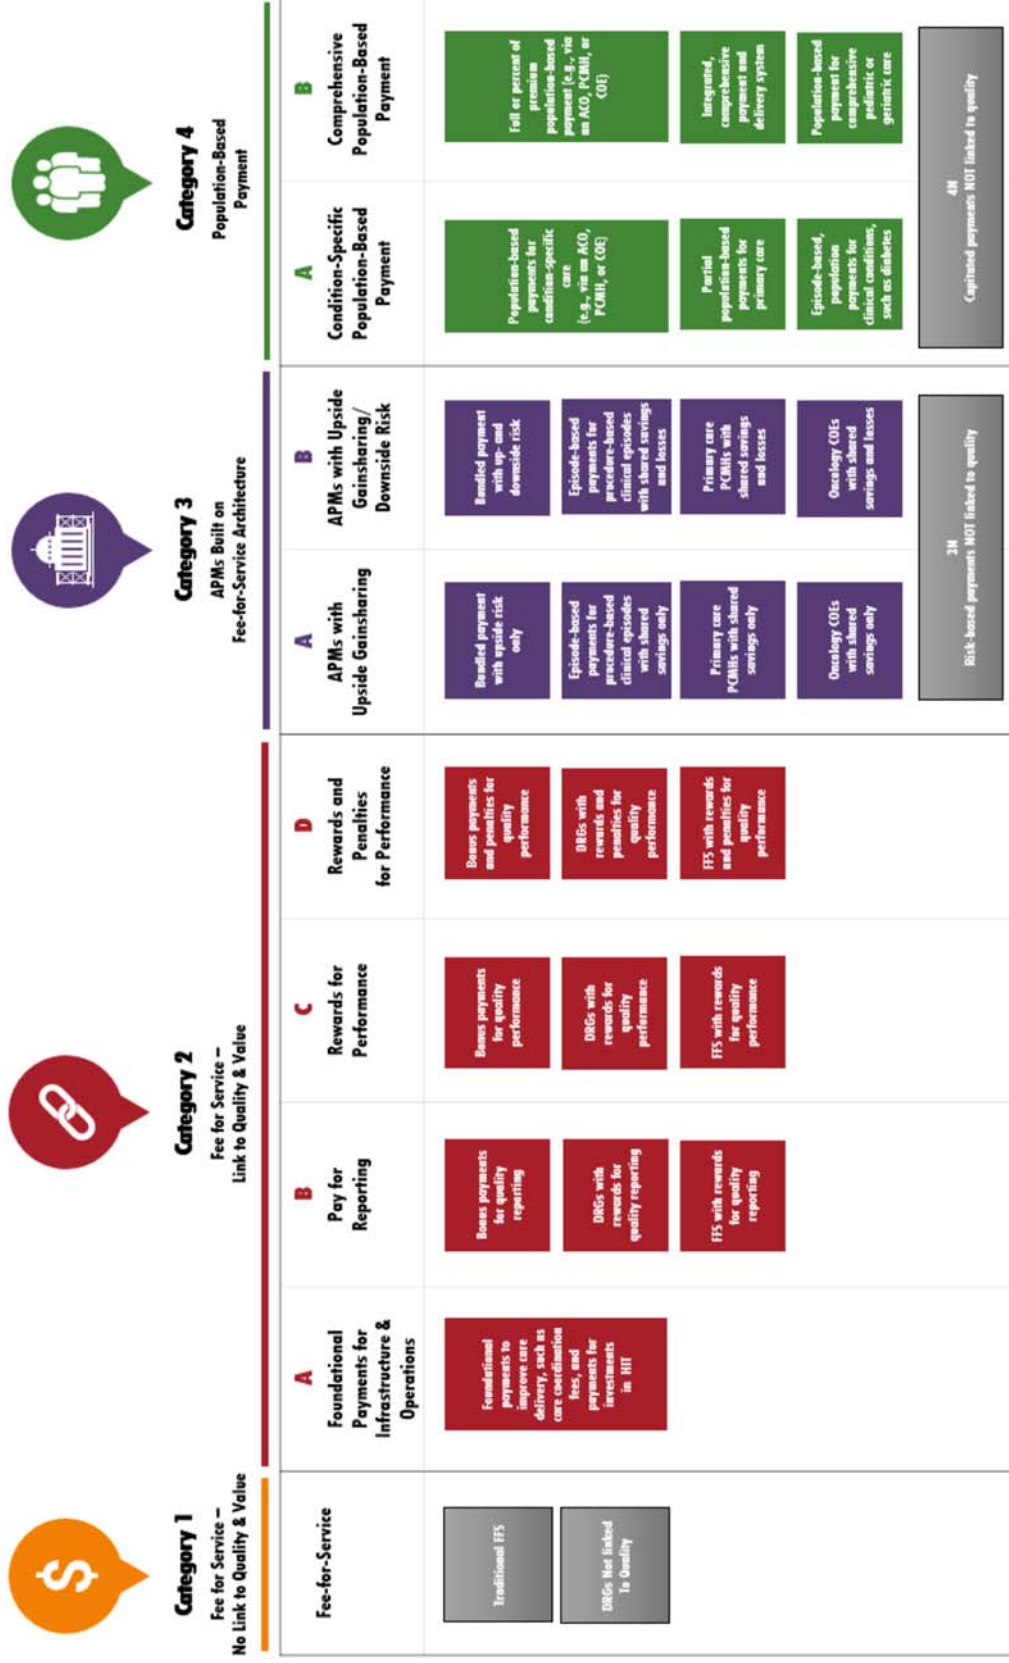 Category 1
Fee for Service –
No Link to Quality & Value
Fee-for-Service
Traditional FFS
DRGs Not linked
To Quality
Category 2
Fee for Service –
Link to Quality & Value
A
Foundational
Payments for
Infrastructure &
Operations
Foundational
payments to
improve care
delivery, such as
care coordination
fees, and
payments for
investments
in HIT
B
Pay for
Reporting
Bonus payments
for quality
reporting
DRGs with
rewards for
quality reporting
FFS with rewards
for quality
reporting
C
Rewards for
Performance
Bonus payments
for quality
performance
DRGs with
rewards for
quality
performance
FFS with rewards
for quality
performance
D
Rewards and
Penalties
for Performance
Bonus payments
and penalties for
quality
performance
DRGs with
rewards and
penalties for
quality
performance
FFS with rewards
and penalties for
quality
performance
Category 3
APMs Built on
Fee-for-Service Architecture
A
APMs with
Upside Gainsharing
Bundled payment
with upside risk
only
Episode-based
payments for
procedure-based
clinical episodes
with shared
savings only
Primary care
PCMHs with shared
savings only
Oncology COEs
with shared
savings only
B
APMs with Upside
Gainsharing/
Downside Risk
Bundled payment
with up- and
downside risk
Episode-based
payments for
procedure-based
clinical episodes
with shared savings
and losses
Primary care
PCMHs with
shared savings
and losses
Oncology COEs
with shared
savings and losses
3N
Risk-based payments NOT linked to quality
Category 4
Population-Based
Payment
A
Condition-Specific
Population-Based
Payment
Population-based
payments for
condition-specific
care
(e.g., via an ACO,
PCMH, or COE)
Partial
population-based
payments for
primary care
Episode-based,
population
payments for
clinical conditions,
such as diabetes
B
Comprehensive
Population-Based
Payment
Full or percent of
premium
population-based
payment (e.g., via
an ACO, PCMH, or
COE)
Integrated,
comprehensive
payment and
delivery system
Population-based
payment for
comprehensive
pediatric or
geriatric care
4N
Capitated payments NOT linked to quality